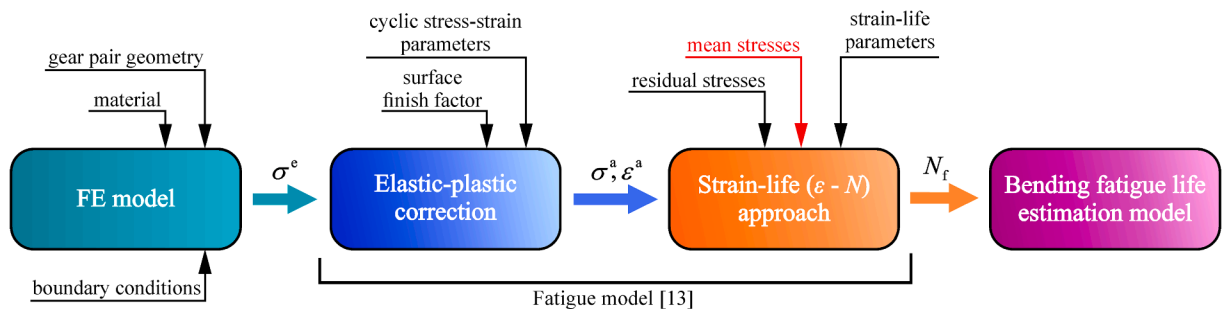 gear pair geometry
material
FE model
boundary conditions
σᵉ
cyclic stress-strain
parameters
surface
finish factor
Elastic-plastic
correction
σᵃ, εᵃ
mean stresses
residual stresses
strain-life
parameters
Strain-life (ε - N)
approach
N_f
Bending fatigue life
estimation model
Fatigue model [13]